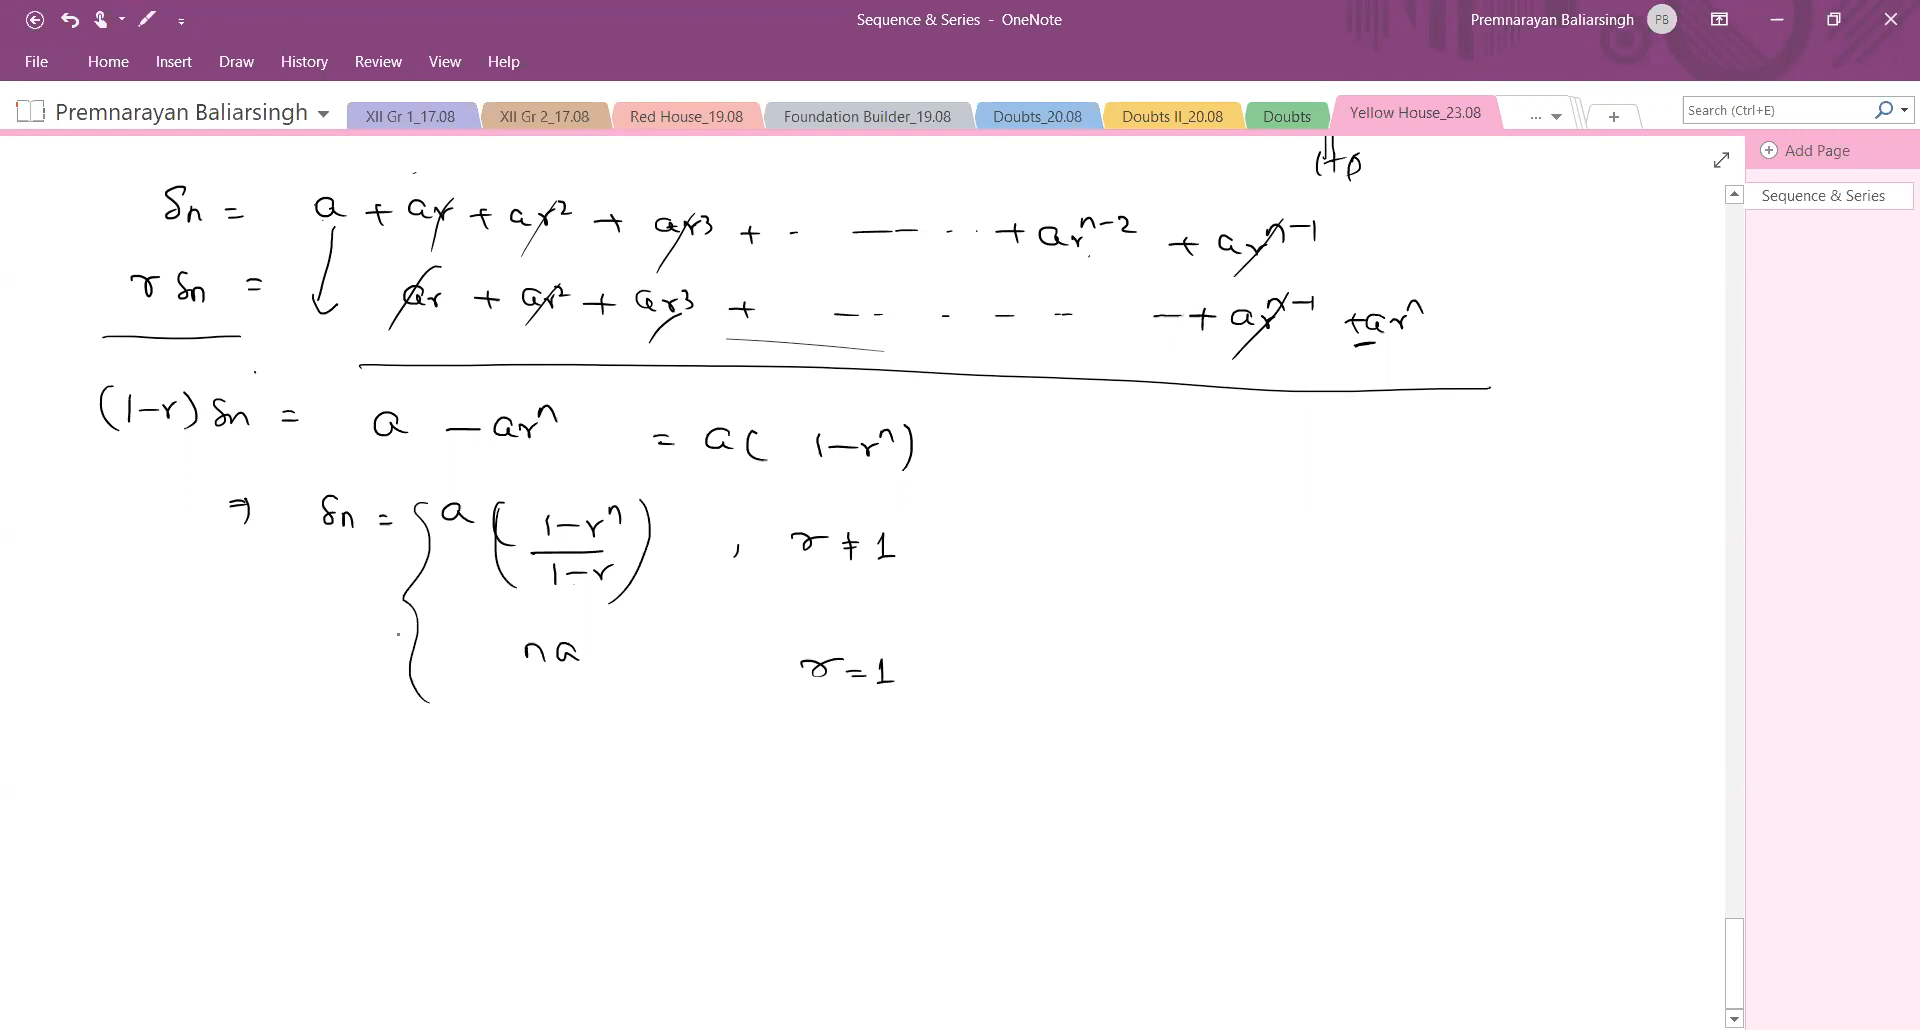 Sequence & Series - OneNote
Premnarayan Baliarsingh PB
File Home Insert Draw History Review View Help
Premnarayan Baliarsingh XII Gr 1_17.08 XII Gr 2_17.08 Red House_19.08 Foundation Builder_19.08 Doubts_20.08 Doubts II_20.08 Doubts Yellow House_23.08 ... + Search (Ctrl+E)
Add Page
Sequence & Series
Sn = a + ar + ar² + ar³ + · — — · · + arⁿ⁻² + arⁿ⁻¹
r Sn = ar + ar² + ar³ + — - - · - - - — + arⁿ⁻¹ + arⁿ
(1-r) Sn = a - arⁿ = a( 1-rⁿ)
⇒ Sn = { a ( 1-rⁿ / 1-r ) , r ≠ 1
na r = 1